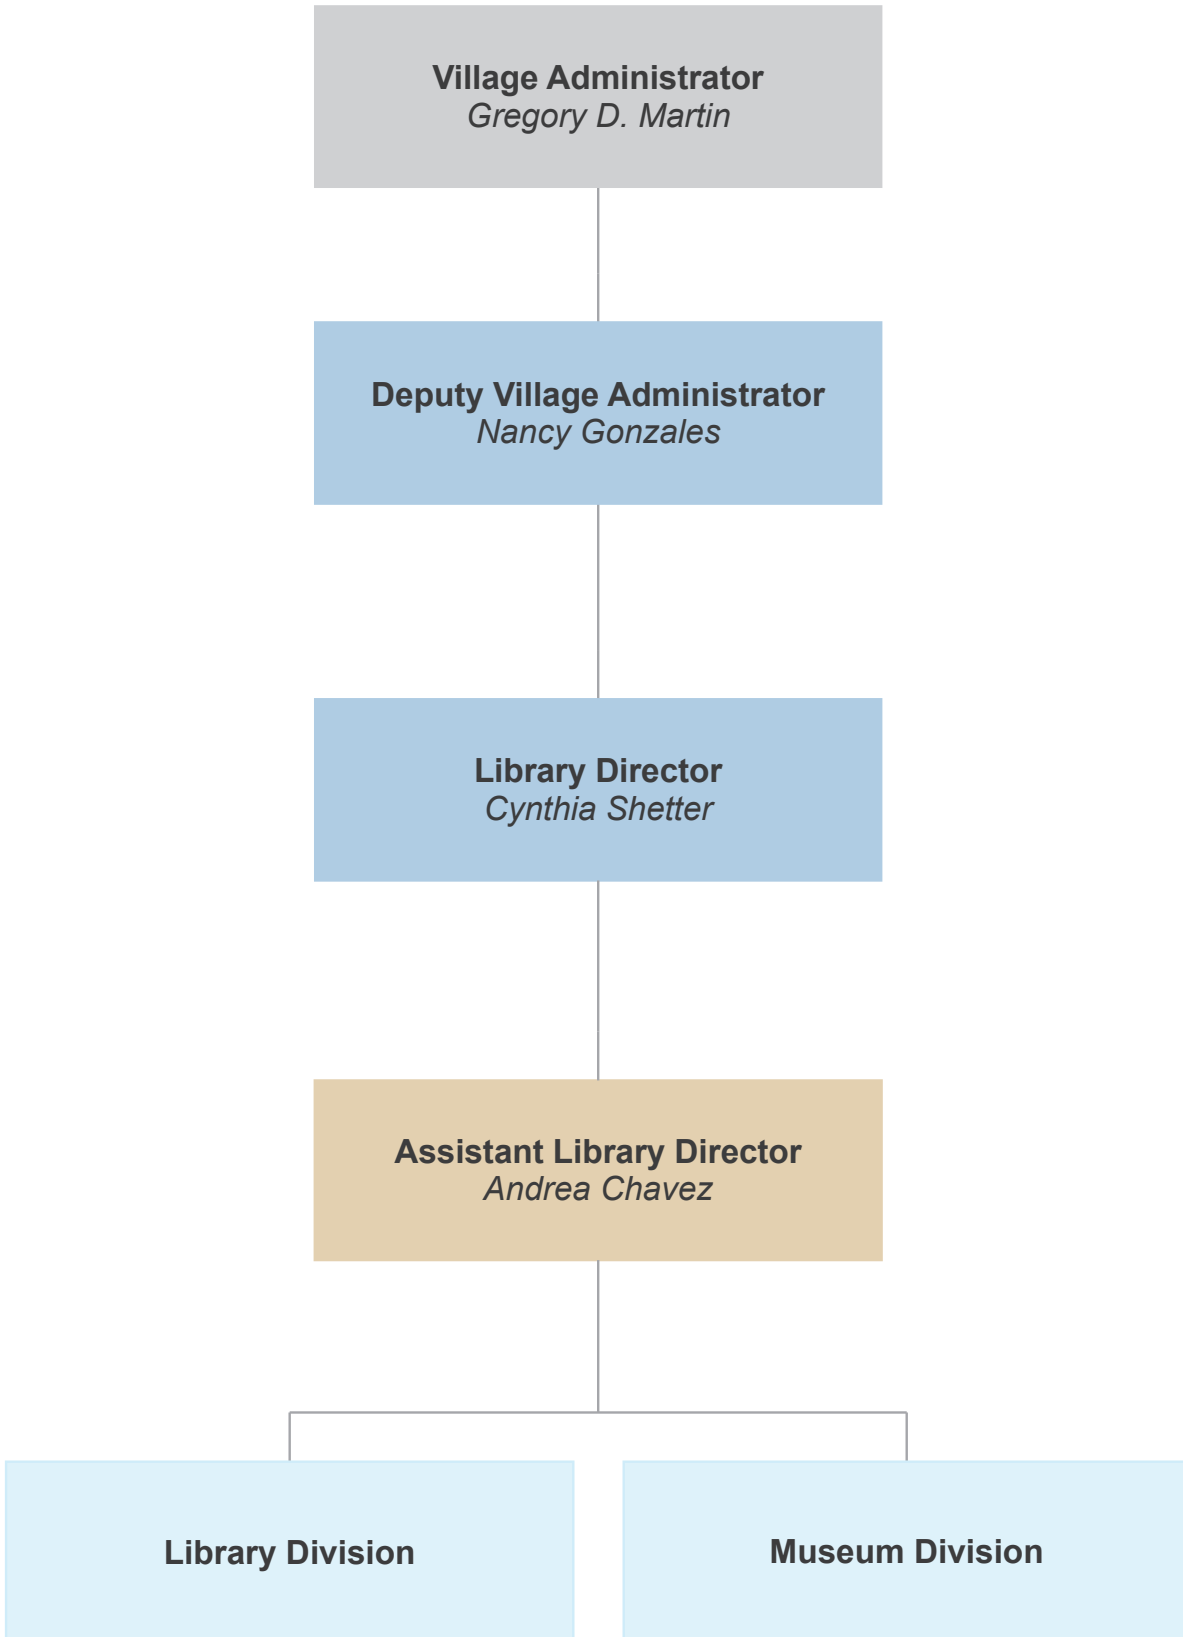 Village Administrator
Gregory D. Martin
Deputy Village Administrator
Nancy Gonzales
Library Director
Cynthia Shetter
Assistant Library Director
Andrea Chavez
Library Division
Museum Division